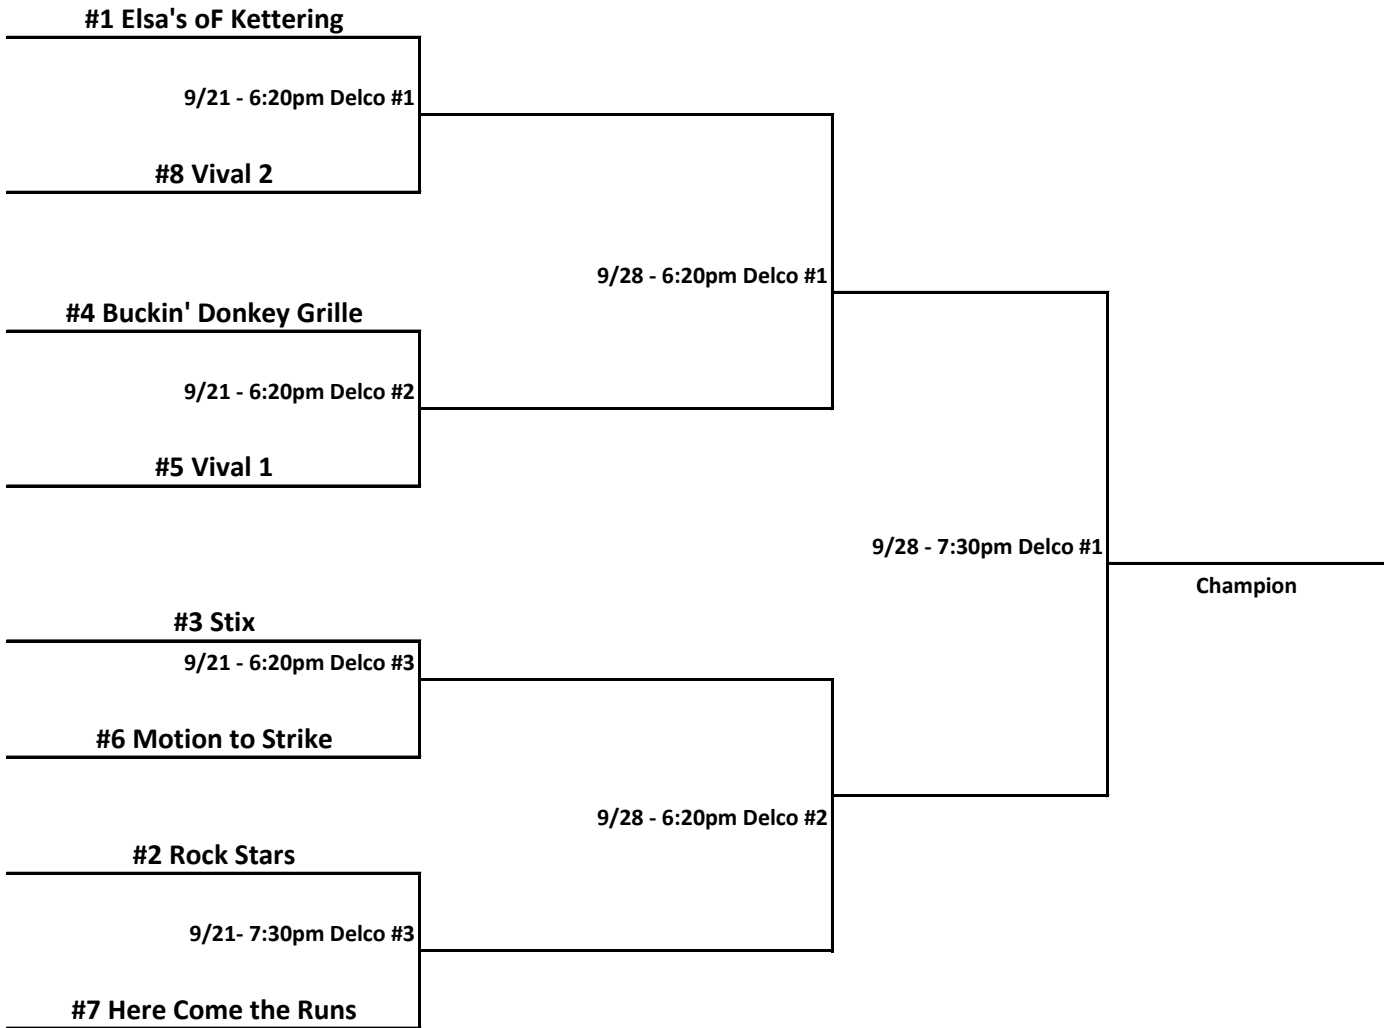 #1 Elsa's oF Kettering
9/21 - 6:20pm Delco #1
#8 Vival 2
9/28 - 6:20pm Delco #1
#4 Buckin' Donkey Grille
9/21 - 6:20pm Delco #2
#5 Vival 1
9/28 - 7:30pm Delco #1
Champion
#3 Stix
9/21 - 6:20pm Delco #3
#6 Motion to Strike
9/28 - 6:20pm Delco #2
#2 Rock Stars
9/21- 7:30pm Delco #3
#7 Here Come the Runs